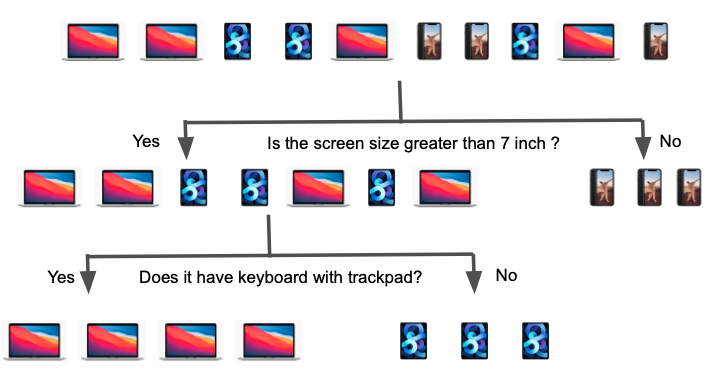 Yes
Is the screen size greater than 7 inch ?
No
Yes
Does it have keyboard with trackpad?
No